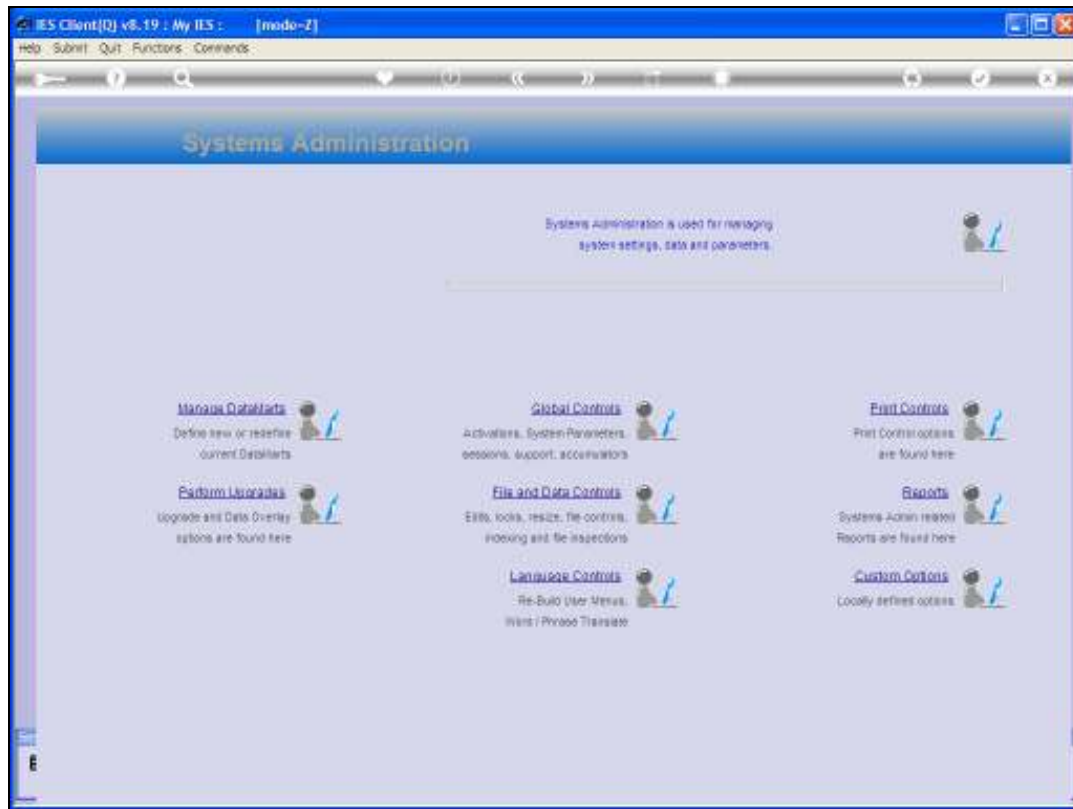 IES Client(Q) v8.19 : My IES : [mode-Z]
Help Submit Quit Functions Commands
Systems Administration
Systems Administration is used for managing
system settings, data and parameters.
Manage DataMarts
Define new or redefine
current DataMarts
Global Controls
Activations, System Parameters,
sessions, support, accumulators
Print Controls
Print Control options
are found here
Perform Upgrades
Upgrade and Data Overlay
options are found here
File and Data Controls
Edits, locks, resize, file controls,
indexing and file inspections
Reports
Systems Admin related
Reports are found here
Language Controls
Re-Build User Menus,
Word / Phrase Translate
Custom Options
Locally defined options